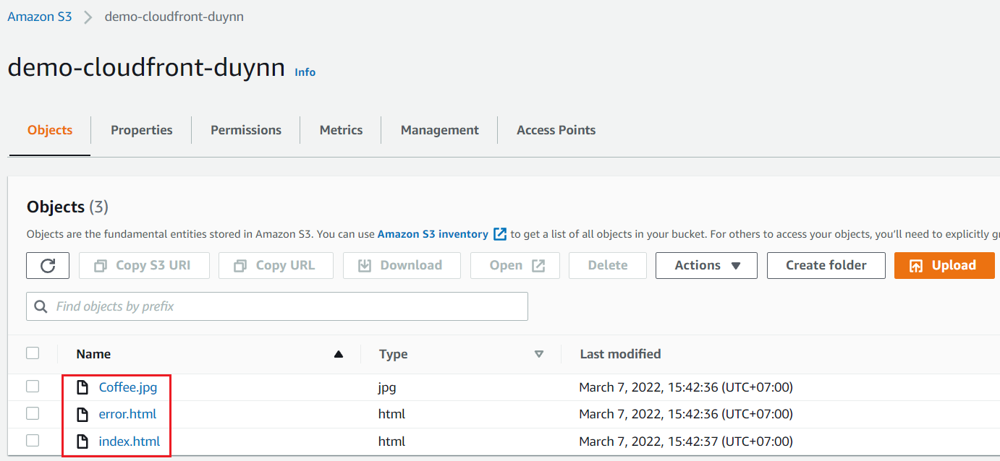 Amazon S3 demo-cloudfront-duynn
demo-cloudfront-duynn Info
Objects Properties Permissions Metrics Management Access Points
Objects (3)
Objects are the fundamental entities stored in Amazon S3. You can use Amazon S3 inventory to get a list of all objects in your bucket. For others to access your objects, you'll need to explicitly
Copy S3 URI Copy URL Download Open Delete Actions Create folder Upload
Find objects by prefix
Name Type Last modified
Coffee.jpg jpg March 7, 2022, 15:42:36 (UTC+07:00)
error.html html March 7, 2022, 15:42:36 (UTC+07:00)
index.html html March 7, 2022, 15:42:37 (UTC+07:00)